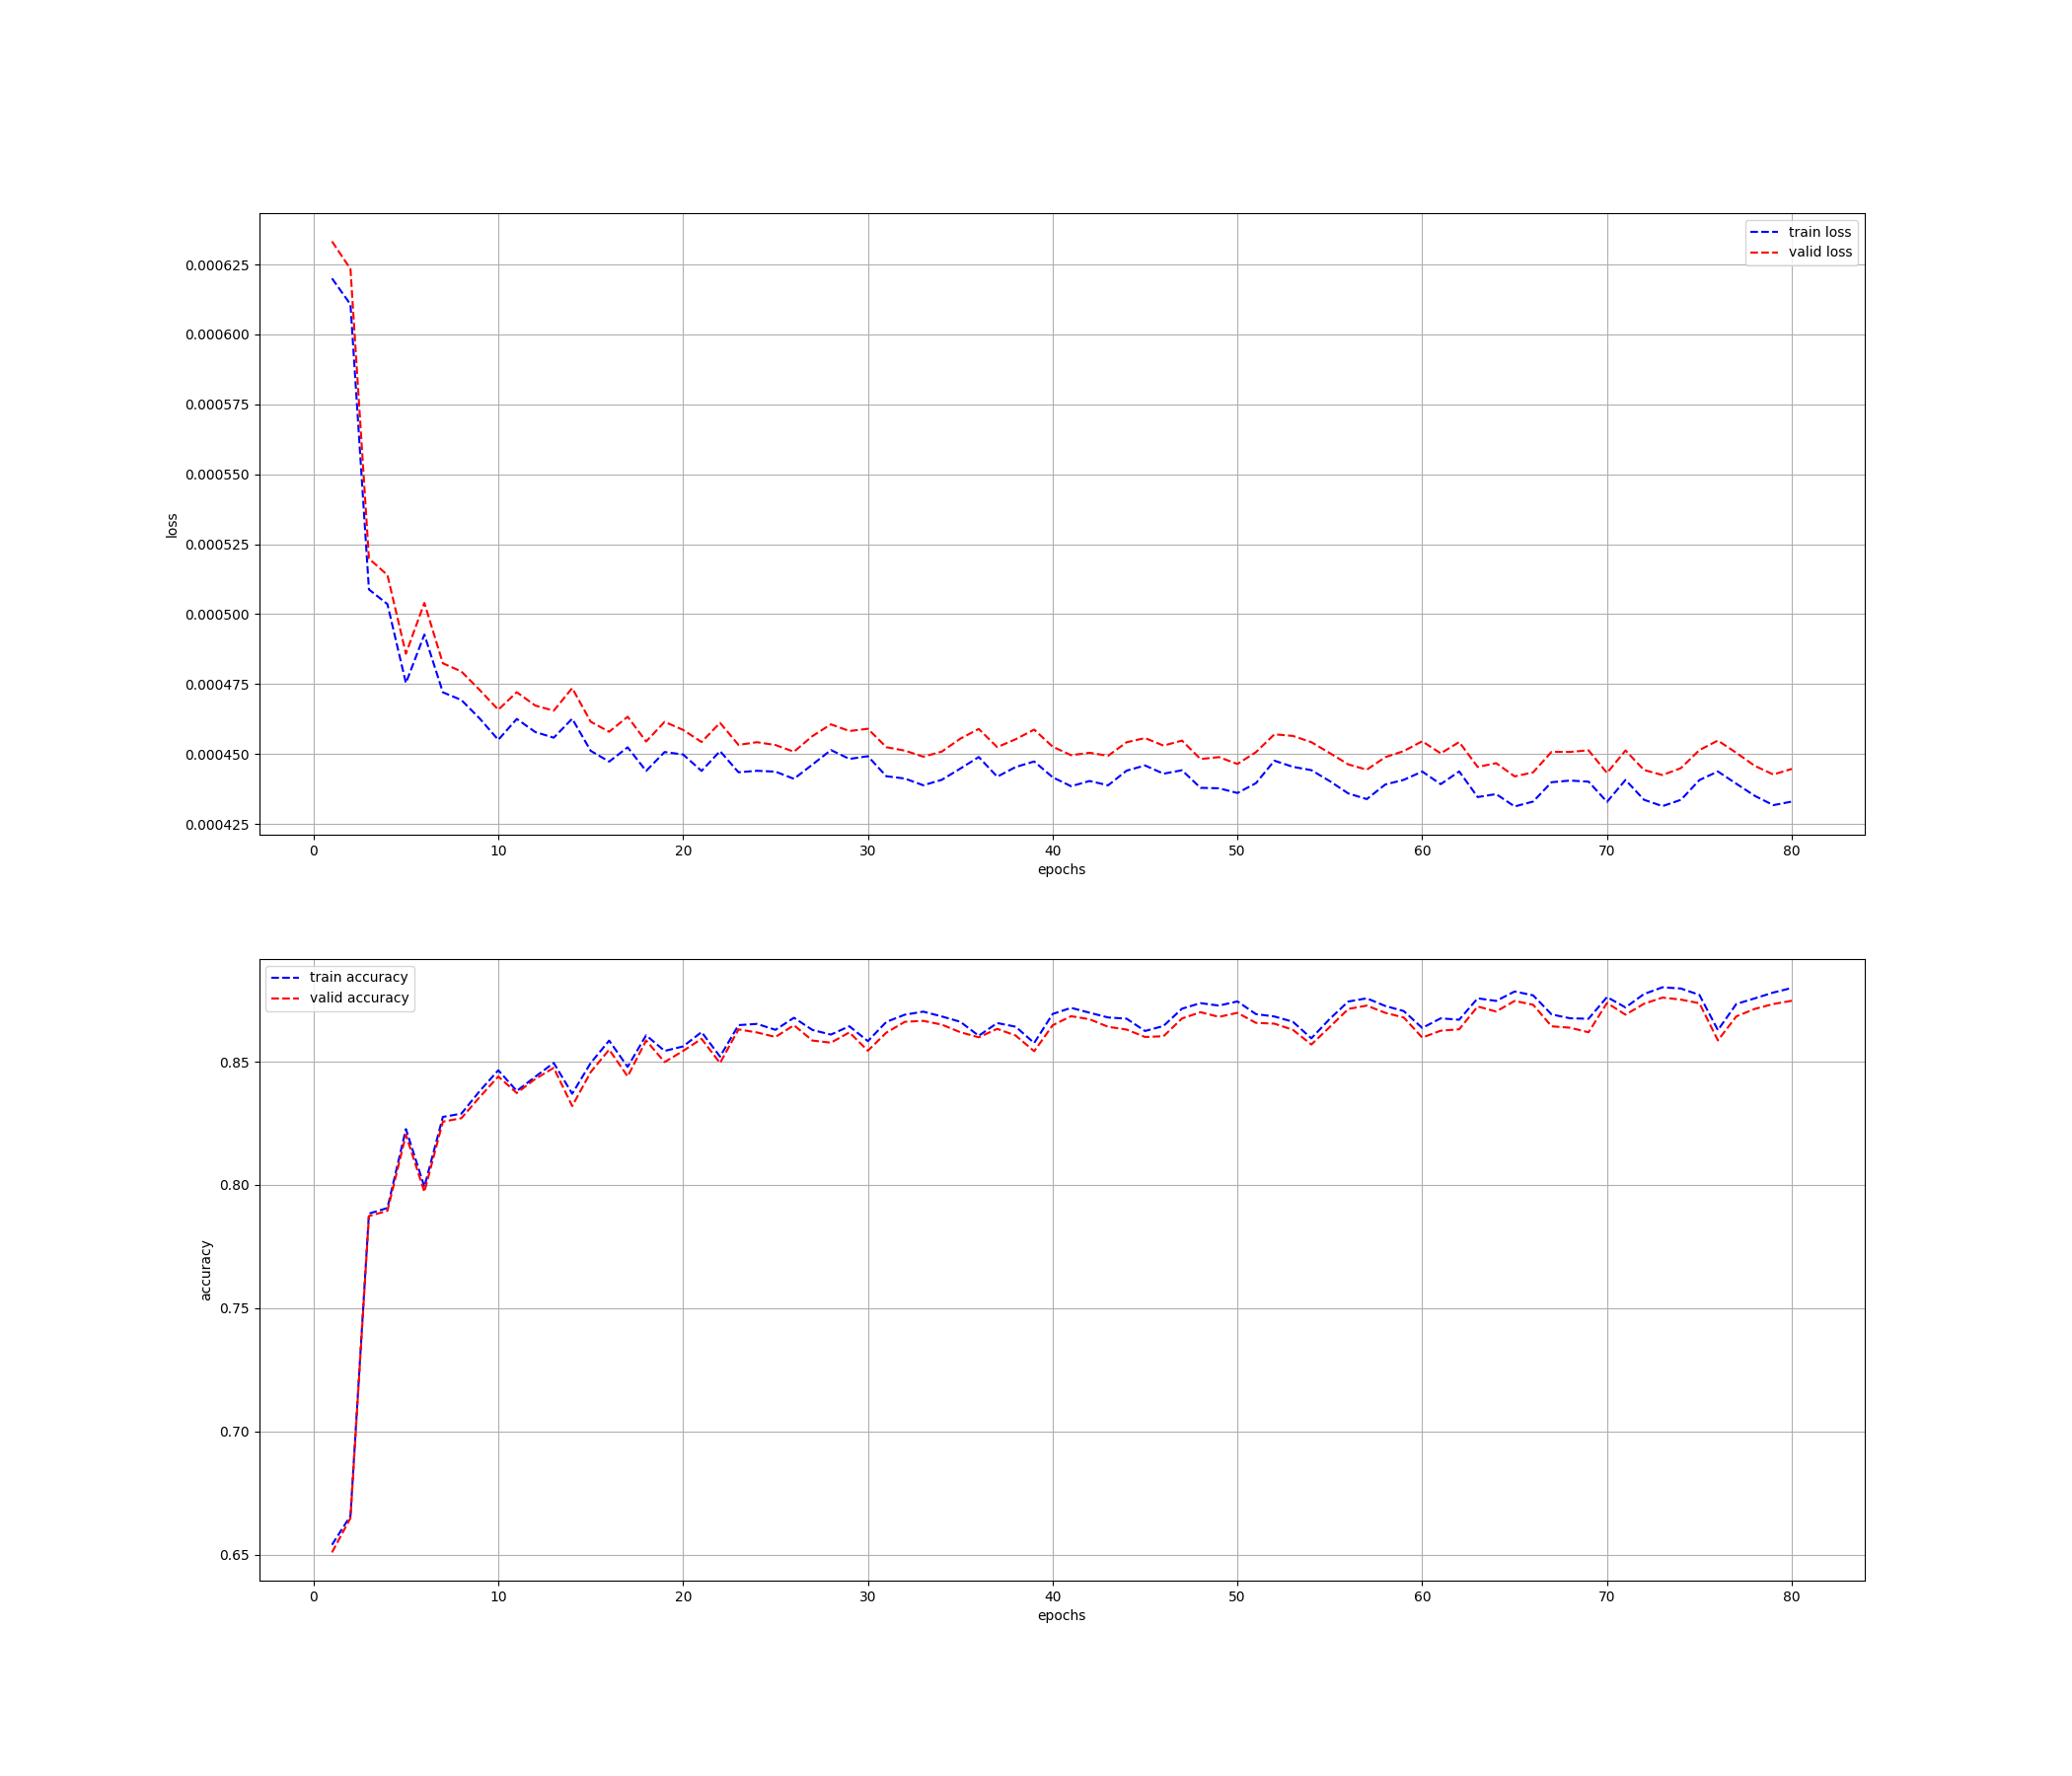 train loss
valid loss
0.000625
0.000600
0.000575
0.000550
0.000525
0.000500
0.000475
0.000450
0.000425
loss
0 10 20 30 40 50 60 70 80
epochs
train accuracy
valid accuracy
0.85
0.80
0.75
0.70
0.65
accuracy
0 10 20 30 40 50 60 70 80
epochs